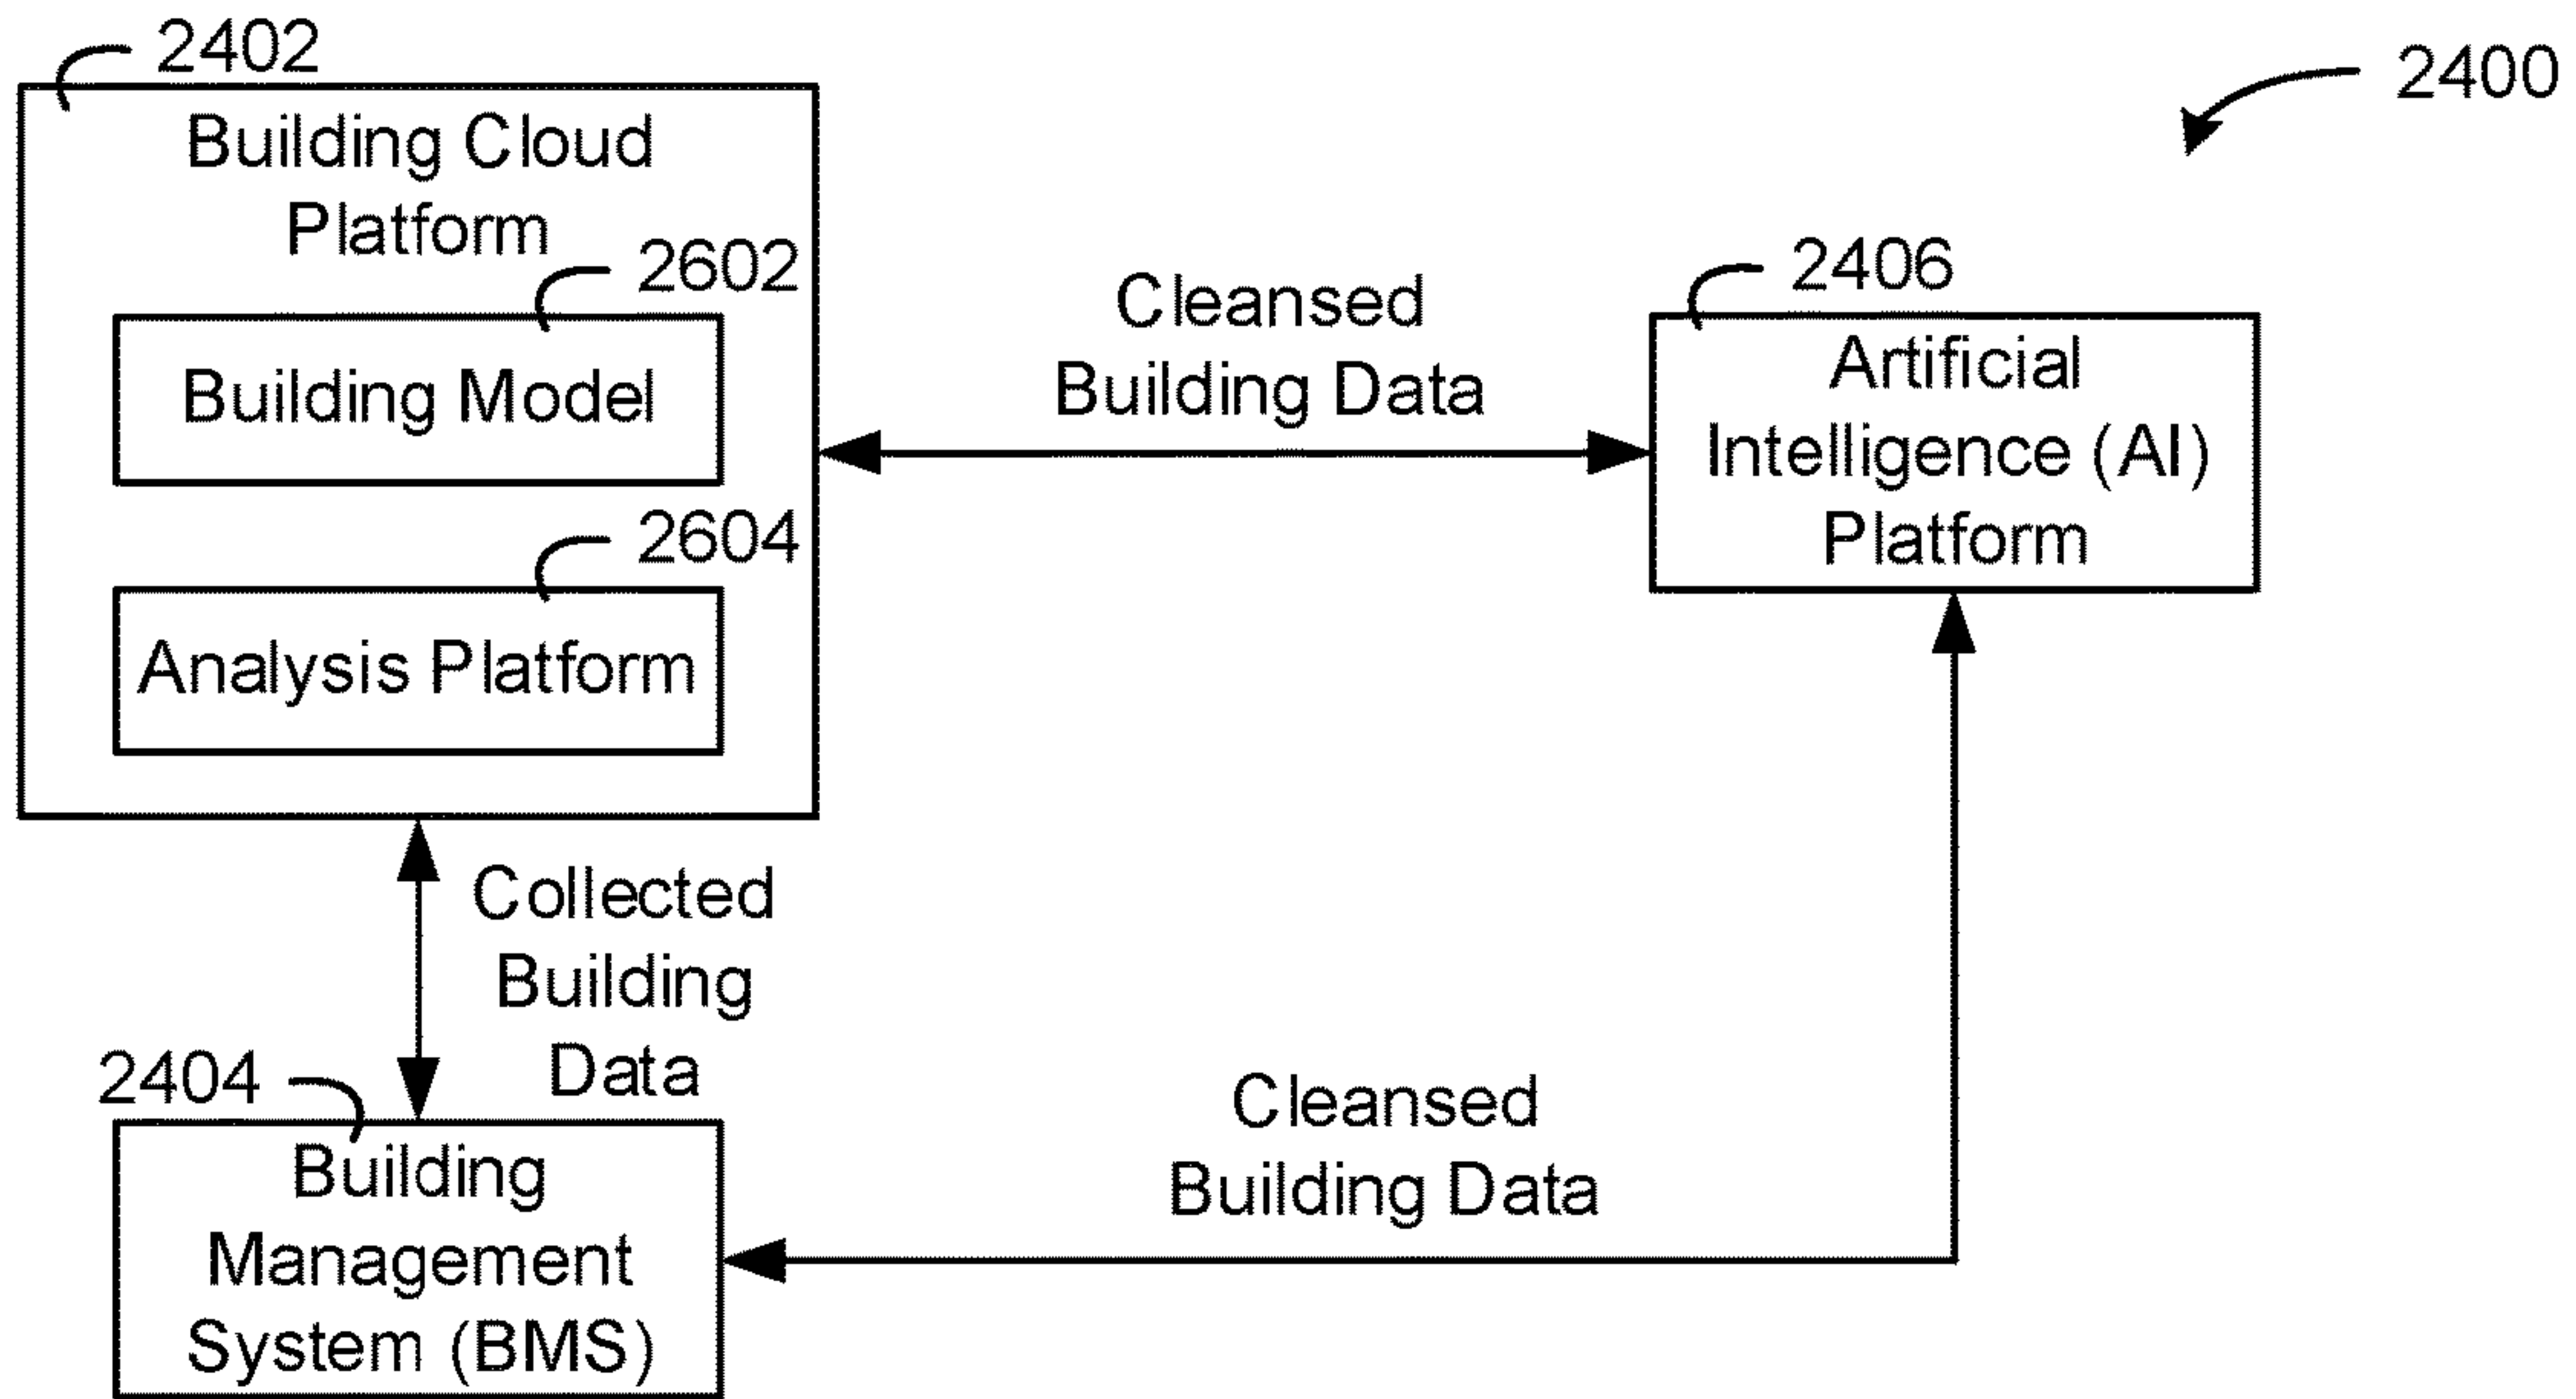 2402
2400
Building Cloud
Platform
2602
Building Model
2604
Analysis Platform
Cleansed
Building Data
2406
Artificial
Intelligence (AI)
Platform
Collected
Building
Data
2404
Building
Management
System (BMS)
Cleansed
Building Data